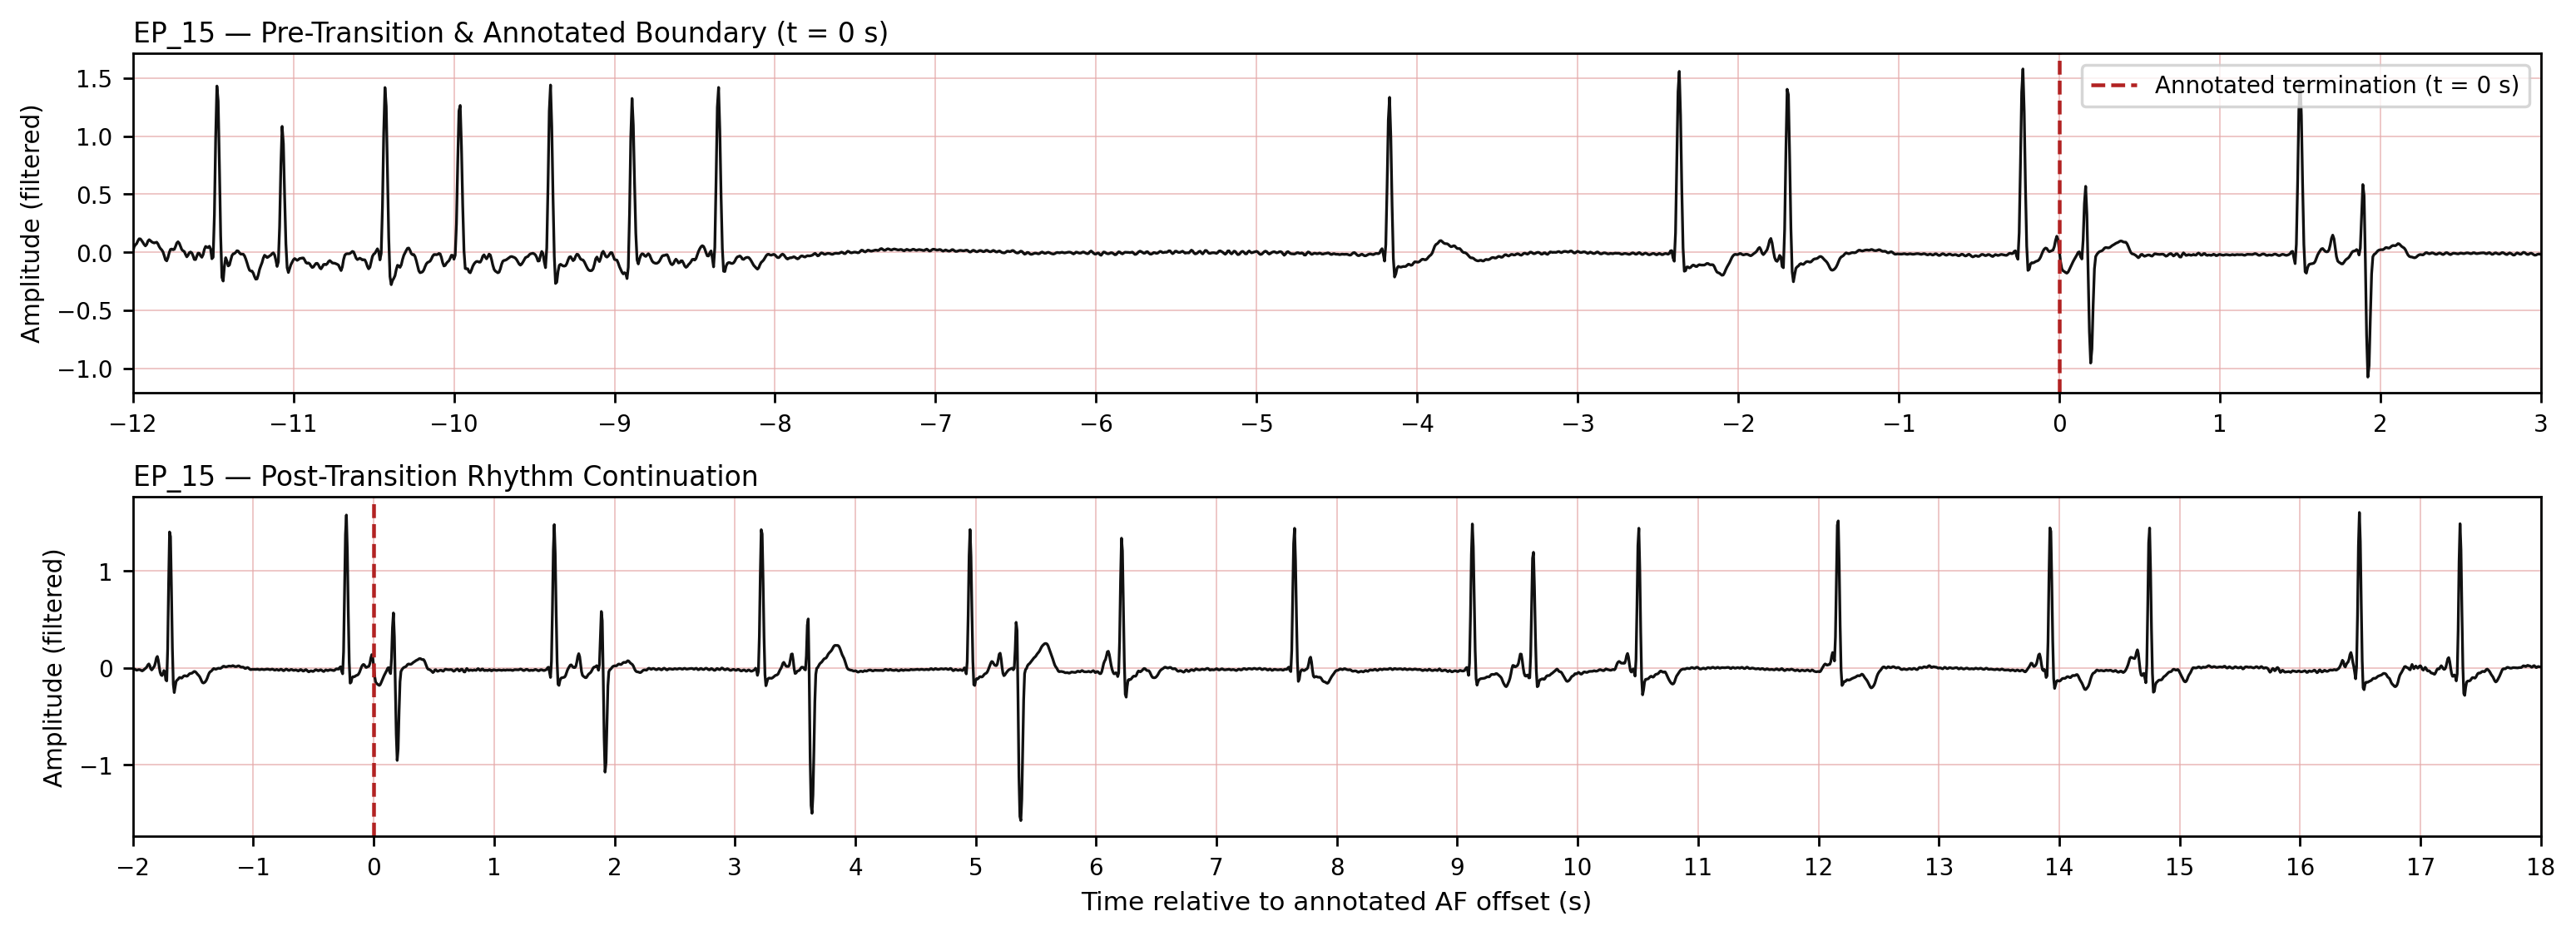 EP_15 — Pre-Transition & Annotated Boundary (t = 0 s)
Amplitude (filtered)
1.5
1.0
0.5
0.0
−0.5
−1.0
Annotated termination (t = 0 s)
−12 −11 −10 −9 −8 −7 −6 −5 −4 −3 −2 −1 0 1 2 3
EP_15 — Post-Transition Rhythm Continuation
Amplitude (filtered)
1
0
−1
−2 −1 0 1 2 3 4 5 6 7 8 9 10 11 12 13 14 15 16 17 18
Time relative to annotated AF offset (s)